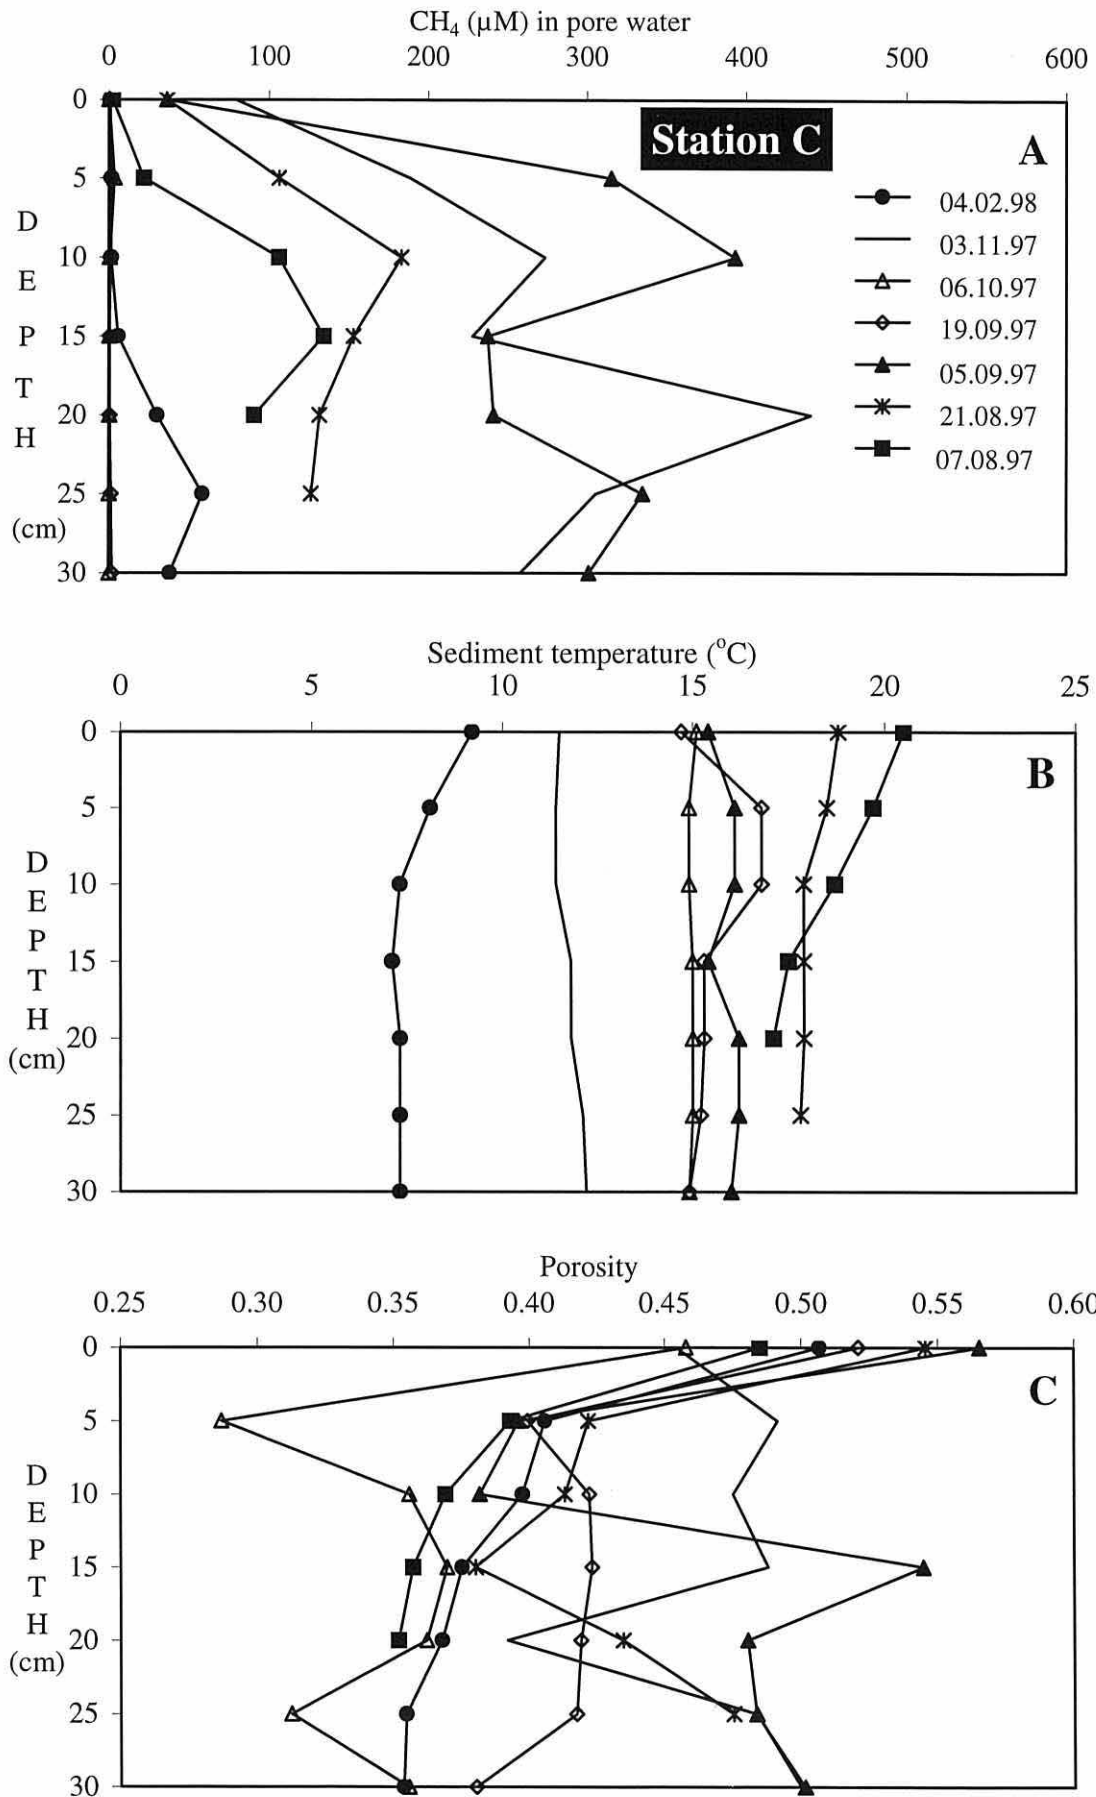 CH4 (µM) in pore water
0 100 200 300 400 500 600
Station C
A
0
5
10
15
20
25
30
D
E
P
T
H
(cm)
04.02.98
03.11.97
06.10.97
19.09.97
05.09.97
21.08.97
07.08.97
Sediment temperature (°C)
0 5 10 15 20 25
B
0
5
10
15
20
25
30
D
E
P
T
H
(cm)
Porosity
0.25 0.30 0.35 0.40 0.45 0.50 0.55 0.60
C
0
5
10
15
20
25
30
D
E
P
T
H
(cm)